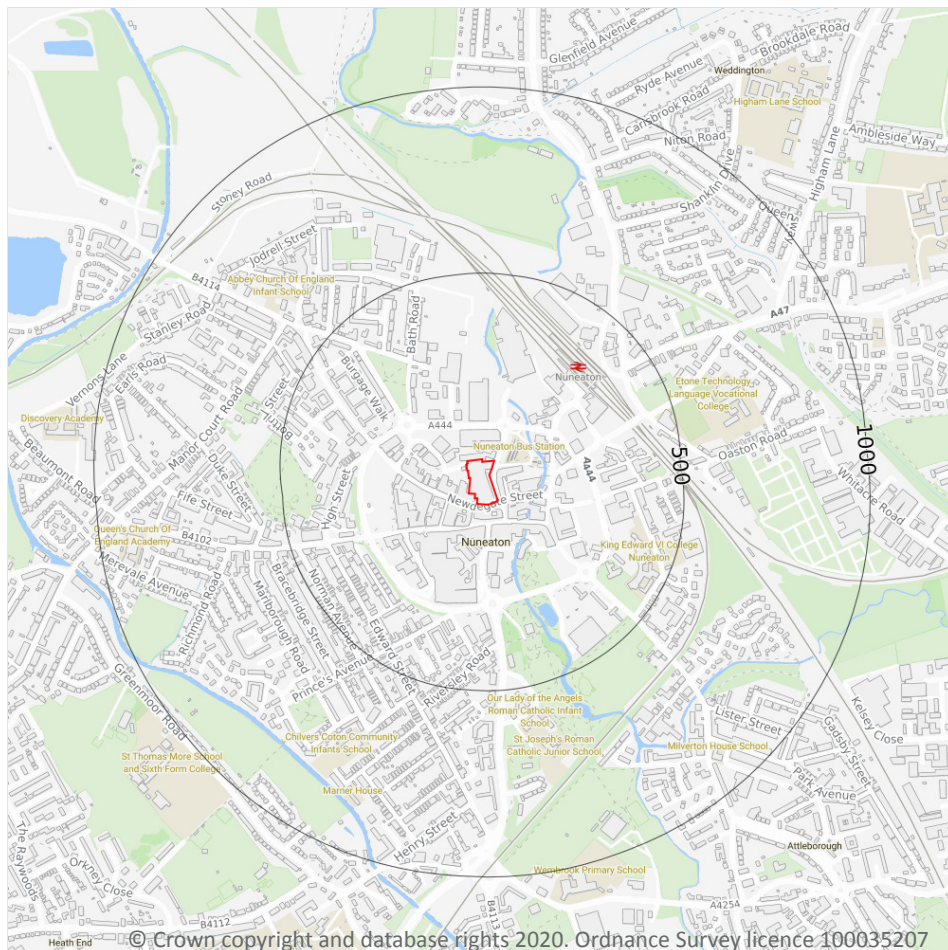 Glenfield Avenue
Brookdale Road
Ryde Avenue
Weddington
Carisbrook Road
Higham Lane School
Niton Road
Ambleside Way
Higham Lane
Shanklin Drive
Queensway
Stoney Road
Jodrell Street
Abbey Church Of England
Infant School
B4114
Bath Road
Stanley Road
A47
Vernons Lane
Earls Road
Burgage Walk
Nuneaton
Etone Technology
Language Vocational
College
Discovery Academy
Manor Court Road
A444
Nuneaton Bus Station
Oaston Road
1000
Beaumont Road
Duke Street
A444
500
High Street
Newdegate Street
Whitacre Road
Fife Street
Queen's Church Of
England Academy
B4102
Nuneaton
King Edward VI College
Nuneaton
Merevale Avenue
Richmond Road
Marlborough Road
Bracebridge Street
Norman Avenue
Edward Street
Prince's Avenue
Riversley Road
Greenmoor Road
Our Lady of the Angels
Roman Catholic Infant
School
Kelsey Close
Lister Street
Gadsby Street
Chilvers Coton Community
Infants School
St Joseph's Roman
Catholic Junior School
Milverton House School
St Thomas More School
and Sixth Form College
Park Avenue
Marner House
Henry Street
Attleborough
The Raywoods
Orkney Close
Wembrook Primary School
A4254
B4112
B4113
Heath End
© Crown copyright and database rights 2020. Ordnance Survey licence 100035207